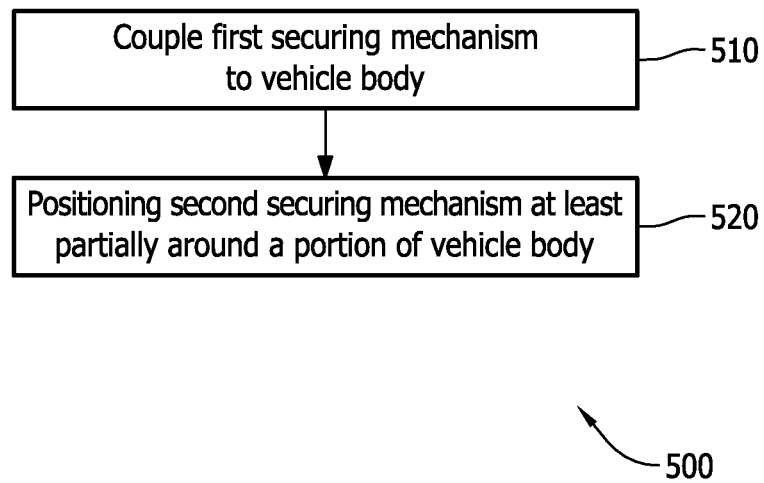 Couple first securing mechanism
to vehicle body
510
Positioning second securing mechanism at least
partially around a portion of vehicle body
520
500